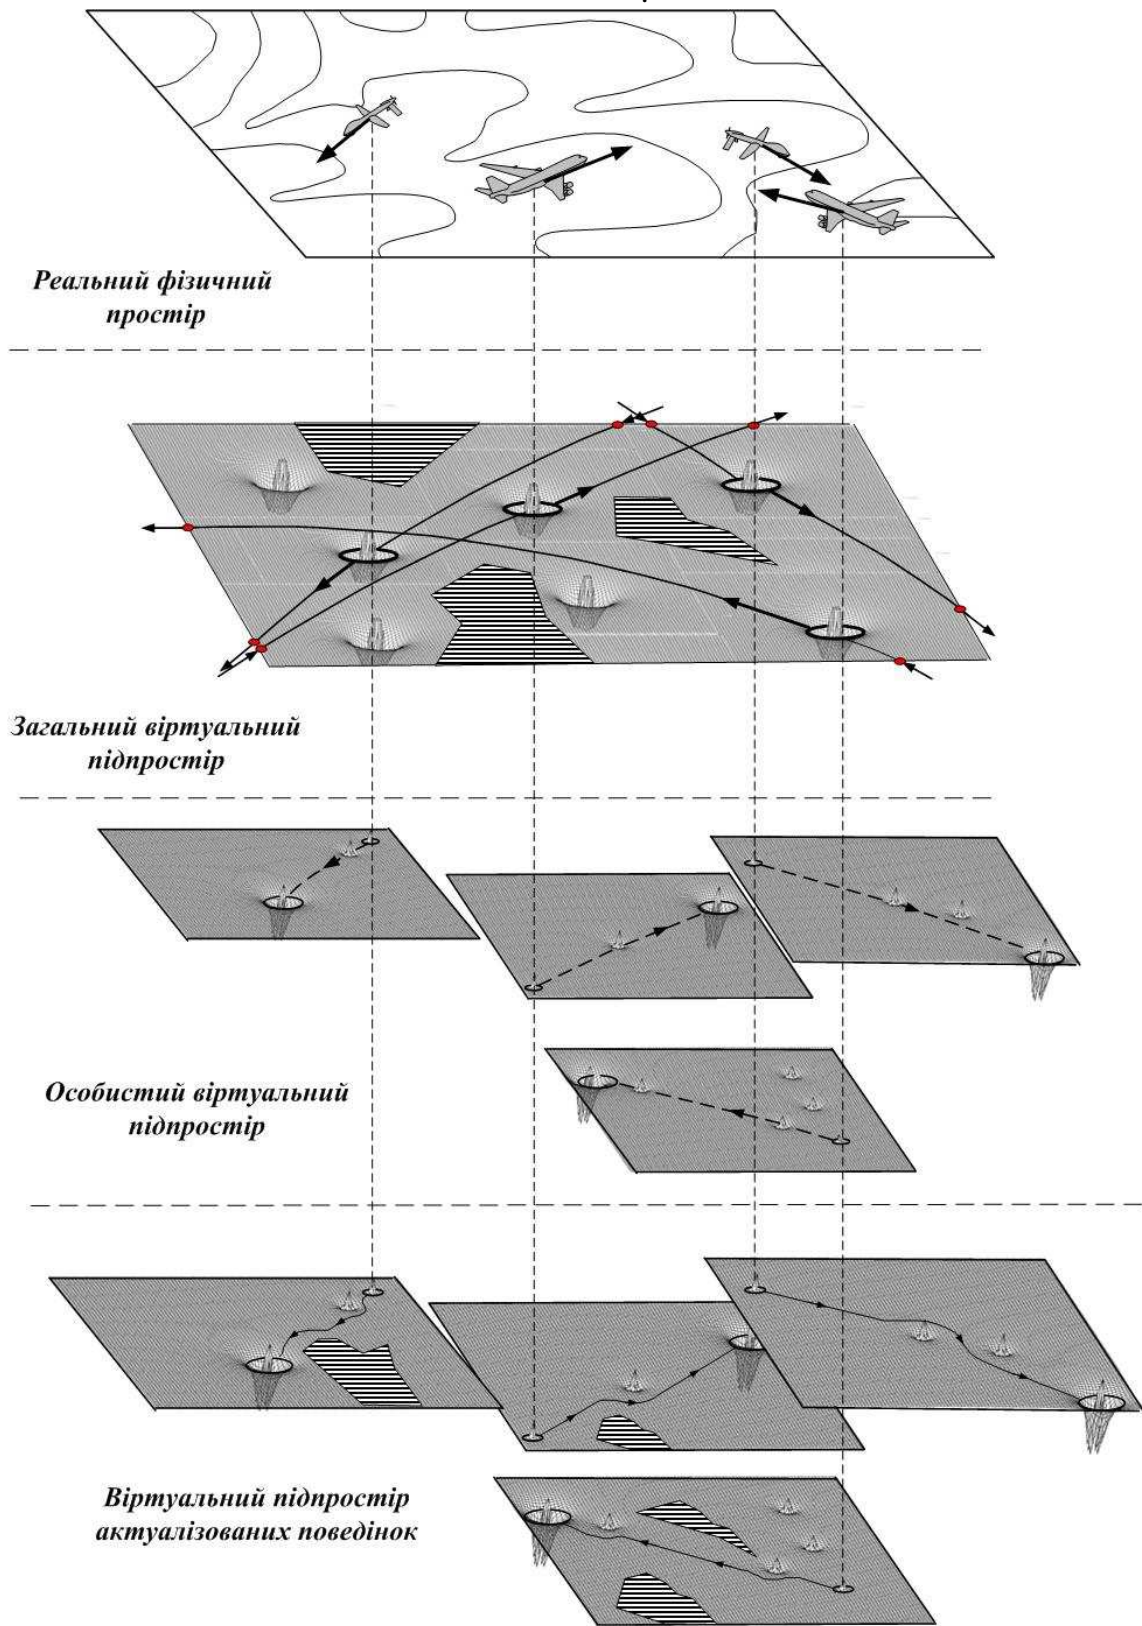 Реальний фізичний
простір
Загальний віртуальний
підпростір
Особистий віртуальний
підпростір
Віртуальний підпростір
актуалізованих поведінок